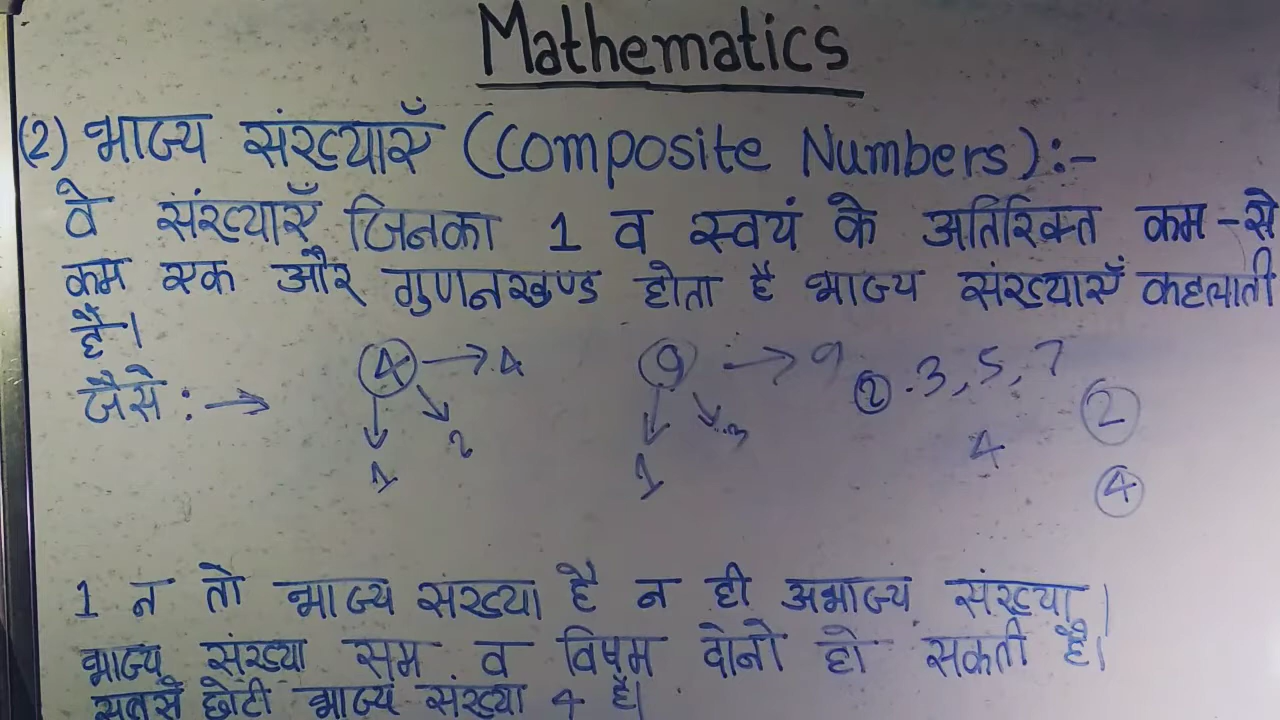 Mathematics
(2) भाज्य संख्याएँ (Composite Numbers):-
वे संख्याएँ जिनका 1 व स्वयं के अतिरिक्त कम-से
कम एक और गुणनखण्ड होता है भाज्य संख्याएँ कहलाती
हैं।
जैसे: → 4 → 4 9 → 9 2. 3, 5, 7 2
1 2 1 3 4 4
1 न तो भाज्य संख्या है न ही अभाज्य संख्या।
भाज्य संख्या सम व विषम दोनो हो सकती है।
सबसे छोटी भाज्य संख्या 4 है।